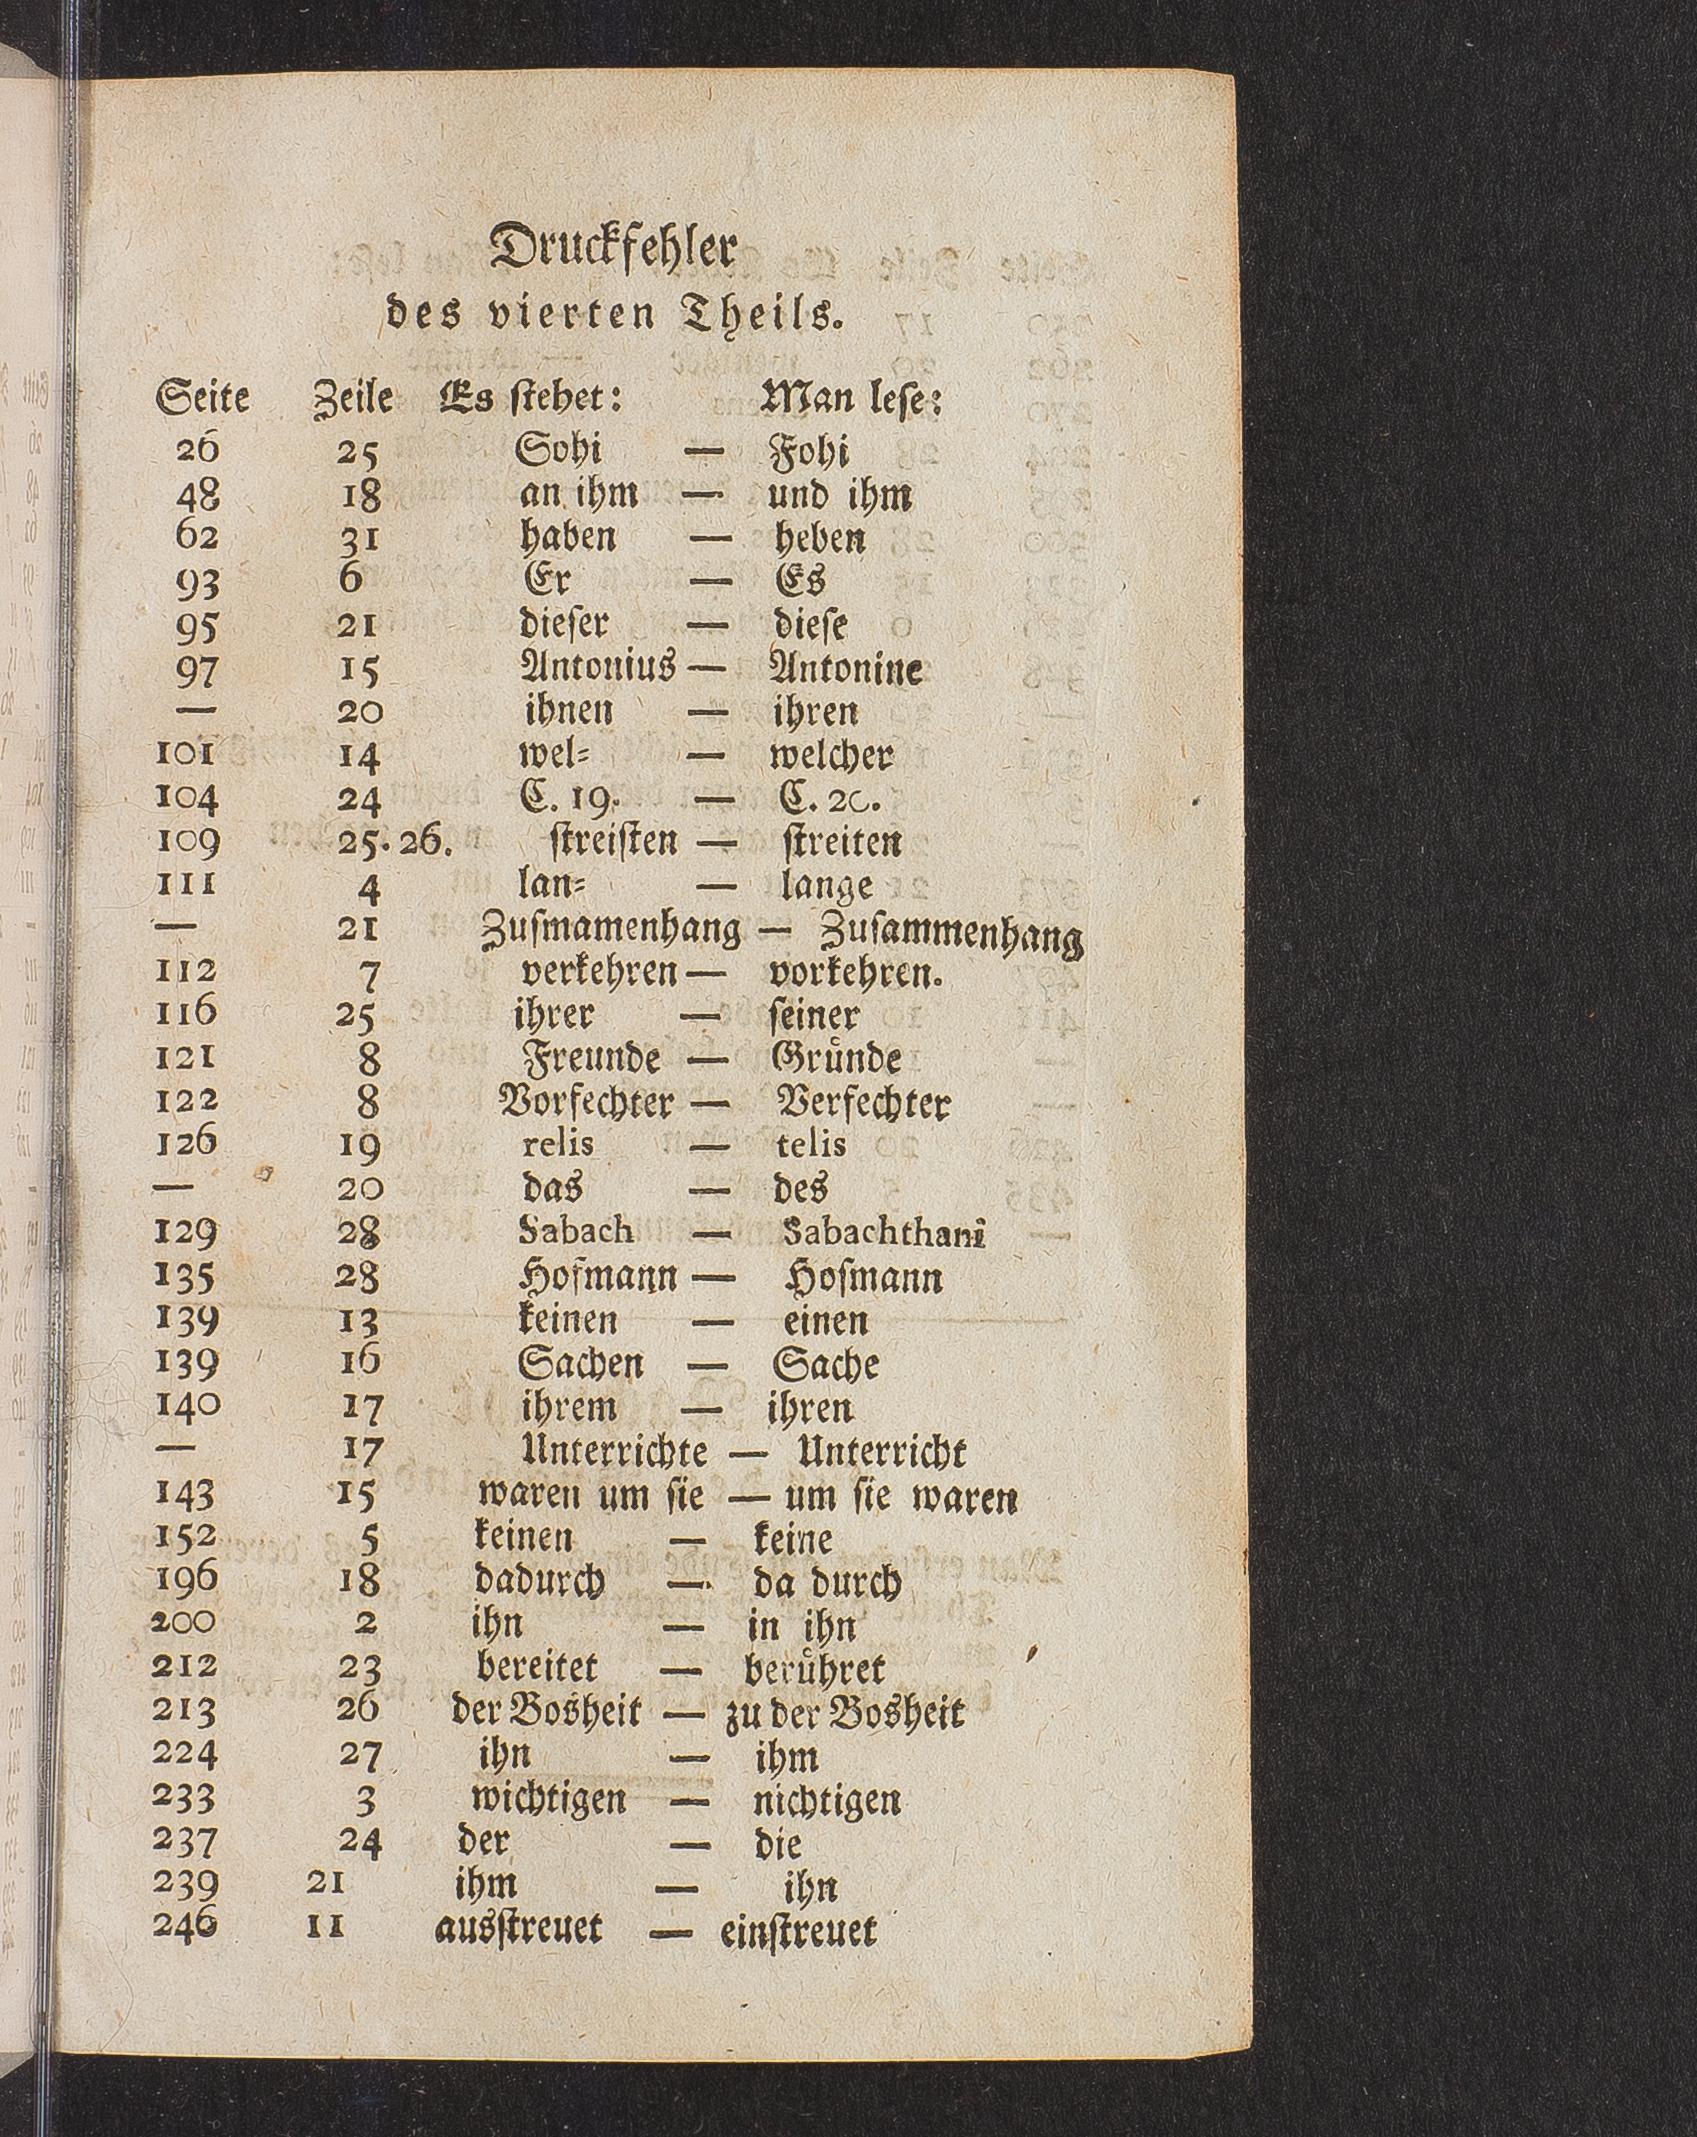 Druckfehler
des vierten Theils.
Seite Zeile Es stehet: Man lese:
26 25 Sohi — Fohi
48 18 an ihm — und ihm
62 31 haben — heben
93 6 Er — Es
95 21 dieser — diese
97 15 Antonius — Antonine
— 20 ihnen — ihren
101 14 wel= — welcher
104 24 C. 19. — C. 20.
109 25. 26. streisten — streiten
111 4 lan= — lange
— 21 Zusmamenhang — Zusammenhang
112 7 verkehren — vorkehren.
116 25 ihrer — seiner
121 8 Freunde — Gründe
122 8 Vorfechter — Verfechter
126 19 relis — telis
— 20 das — des
129 28 Sabach — Sabachthani
135 28 Hofmann — Hosmann
139 13 keinen — einen
139 16 Sachen — Sache
140 17 ihrem — ihren
— 17 Unterrichte — Unterricht
143 15 waren um sie — um sie waren
152 5 keinen — keine
196 18 dadurch — da durch
200 2 ihn — in ihn
212 23 bereitet — berühret
213 26 der Bosheit — zu der Bosheit
224 27 ihn — ihm
233 3 wichtigen — nichtigen
237 24 der — die
239 21 ihm — ihn
246 11 ausstreuet — einstreuet